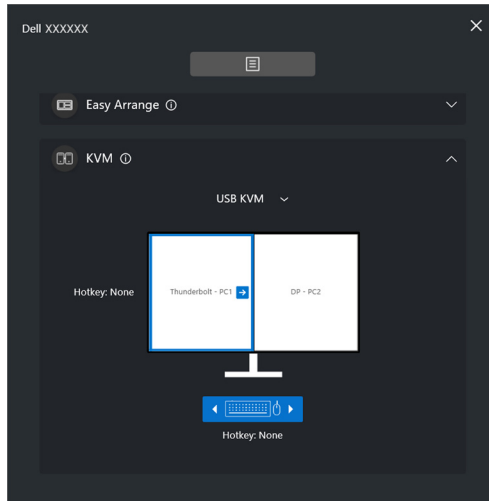 Dell XXXXXX
Easy Arrange
KVM
USB KVM
Hotkey: None
Thunderbolt - PC1
DP - PC2
Hotkey: None